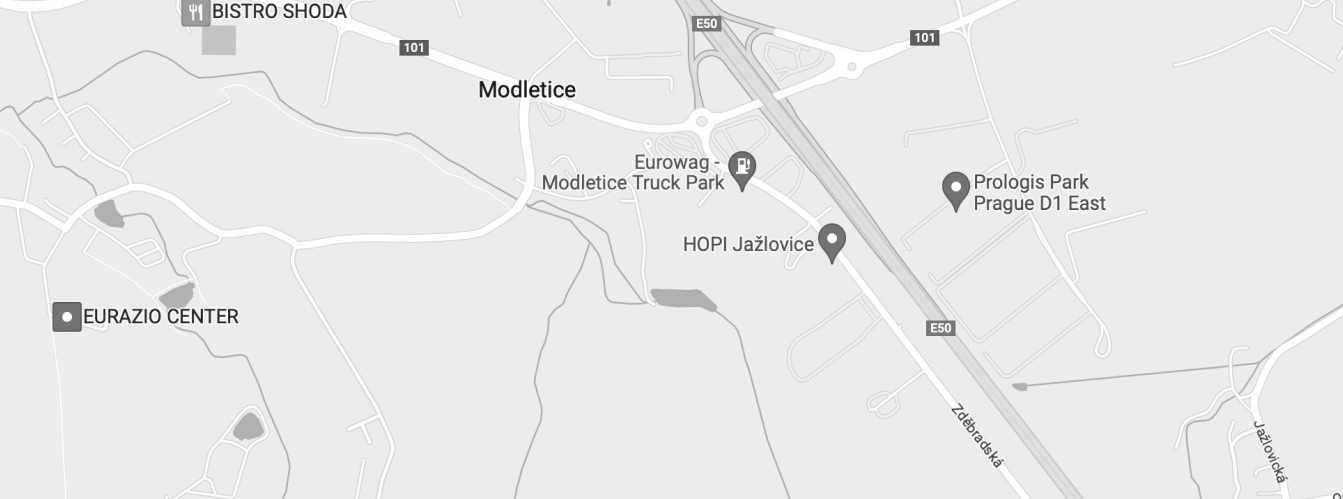 BISTRO SHODA
E50
101
101
Modletice
Eurowag -
Modletice Truck Park
Prologis Park
Prague D1 East
HOPI Jažlovice
EURAZIO CENTER
E50
Zděbradská
Jažlovická